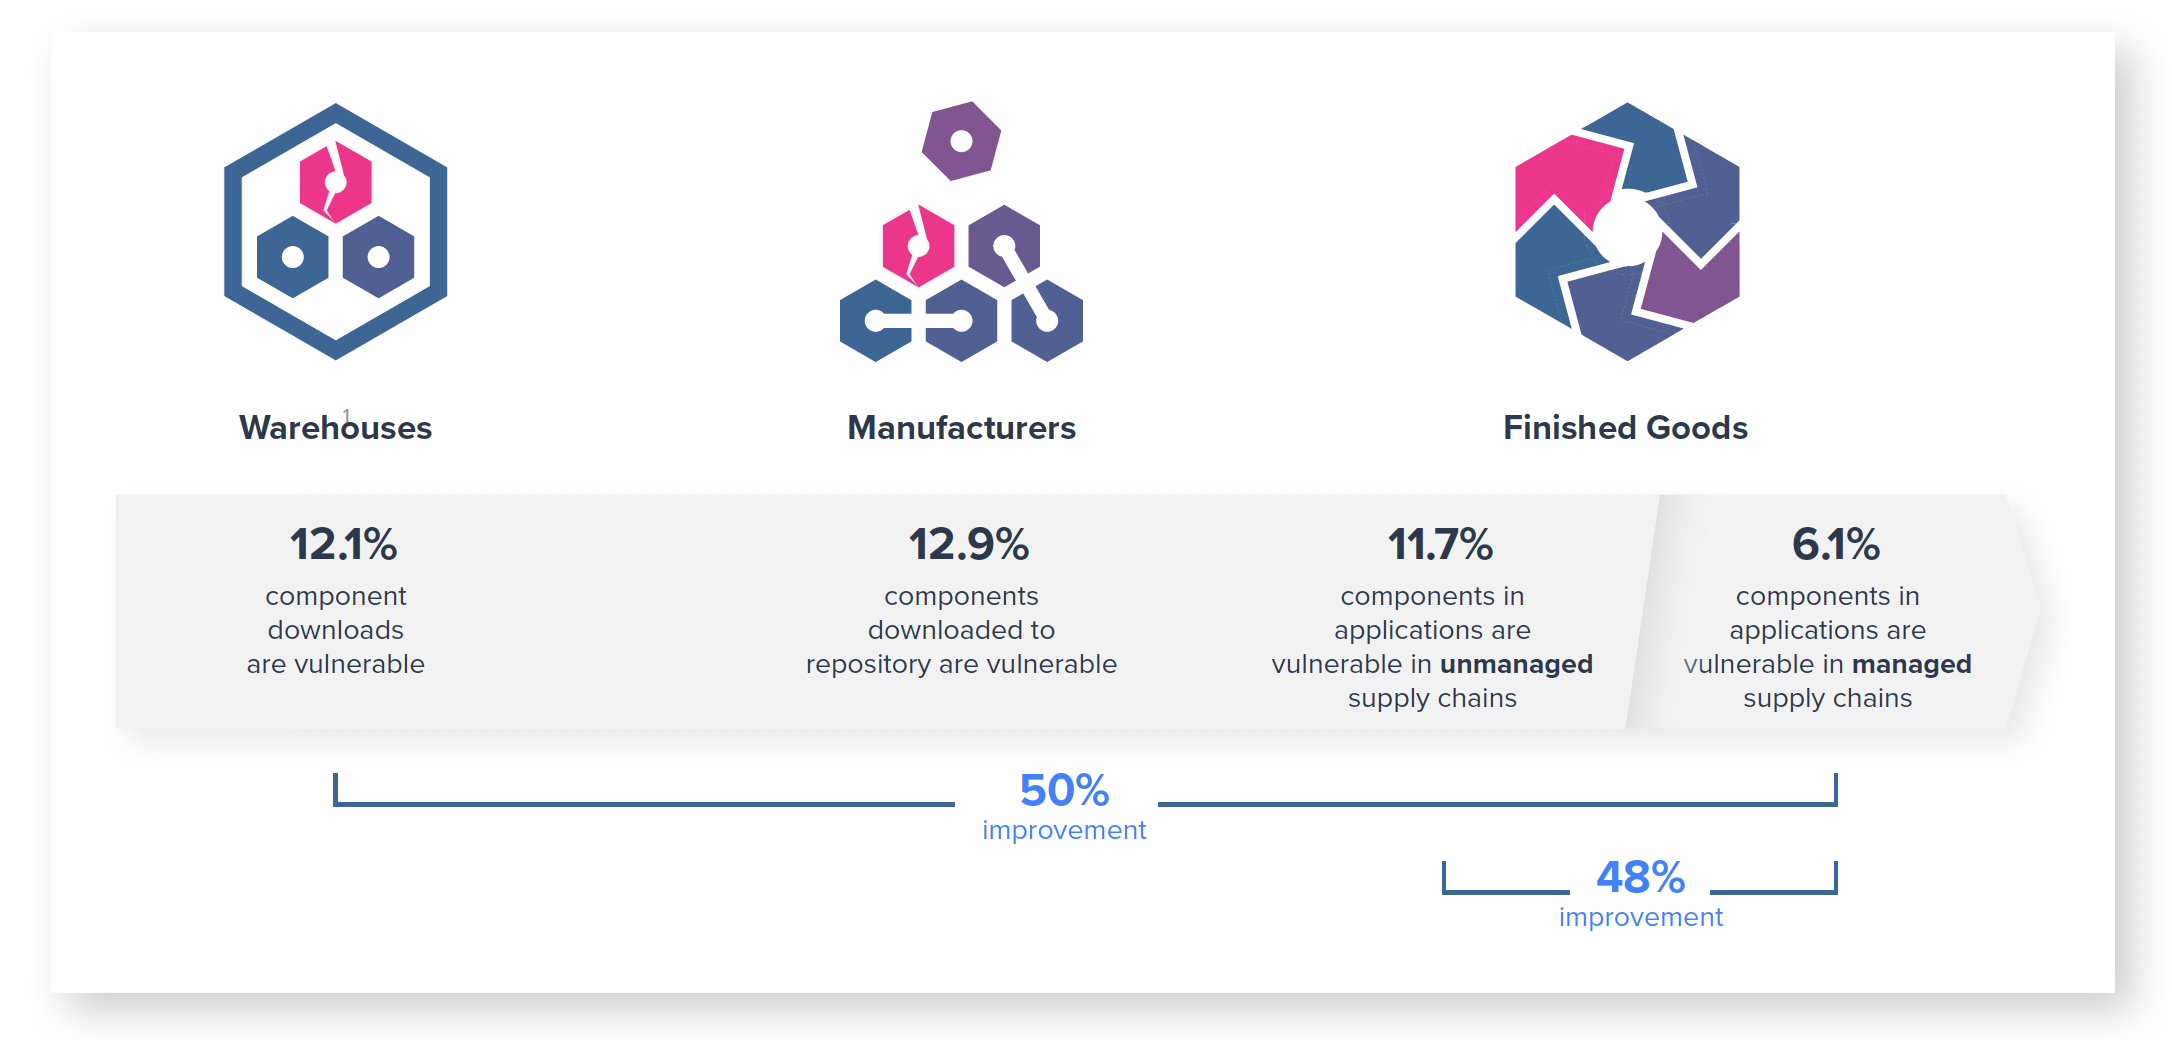 1
Warehouses
Manufacturers
Finished Goods
12.1%
component
downloads
are vulnerable
12.9%
components
downloaded to
repository are vulnerable
11.7%
components in
applications are
vulnerable in unmanaged
supply chains
6.1%
components in
applications are
vulnerable in managed
supply chains
50%
improvement
48%
improvement